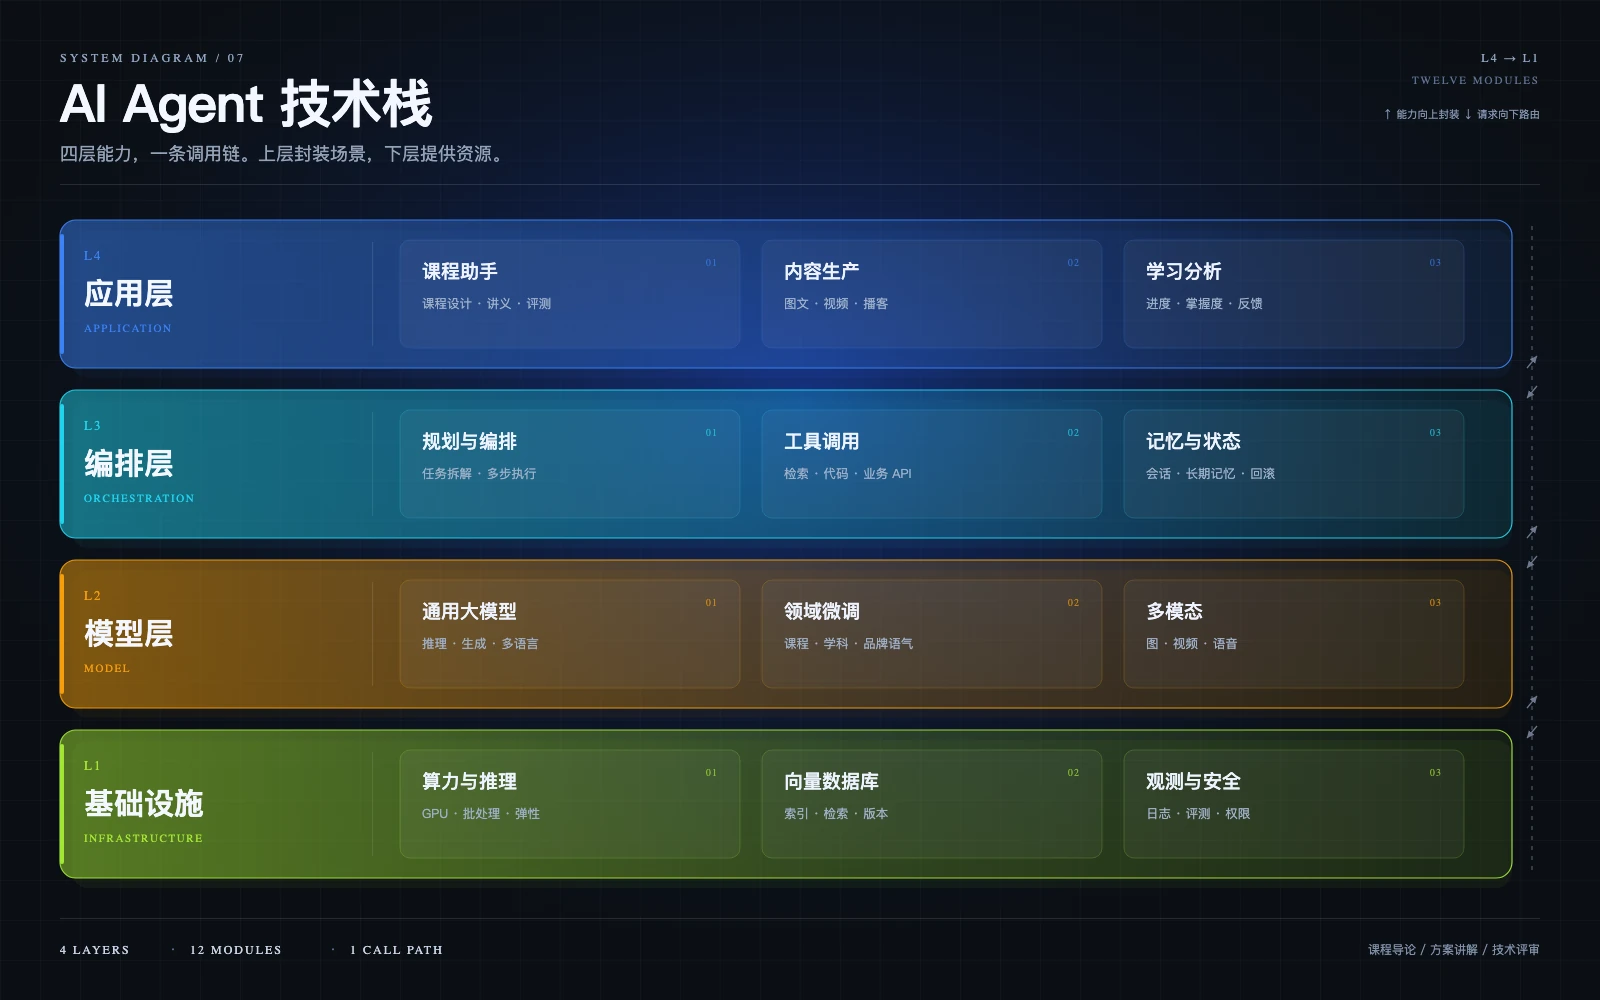 SYSTEM DIAGRAM / 07
AI Agent 技术栈
四层能力，一条调用链。上层封装场景，下层提供资源。
L4 → L1
TWELVE MODULES
↑ 能力向上封装 ↓ 请求向下路由
L4
应用层
APPLICATION
课程助手
01
课程设计 · 讲义 · 评测
内容生产
02
图文 · 视频 · 播客
学习分析
03
进度 · 掌握度 · 反馈
L3
编排层
ORCHESTRATION
规划与编排
01
任务拆解 · 多步执行
工具调用
02
检索 · 代码 · 业务 API
记忆与状态
03
会话 · 长期记忆 · 回滚
L2
模型层
MODEL
通用大模型
01
推理 · 生成 · 多语言
领域微调
02
课程 · 学科 · 品牌语气
多模态
03
图 · 视频 · 语音
L1
基础设施
INFRASTRUCTURE
算力与推理
01
GPU · 批处理 · 弹性
向量数据库
02
索引 · 检索 · 版本
观测与安全
03
日志 · 评测 · 权限
4 LAYERS · 12 MODULES · 1 CALL PATH
课程导论 / 方案讲解 / 技术评审